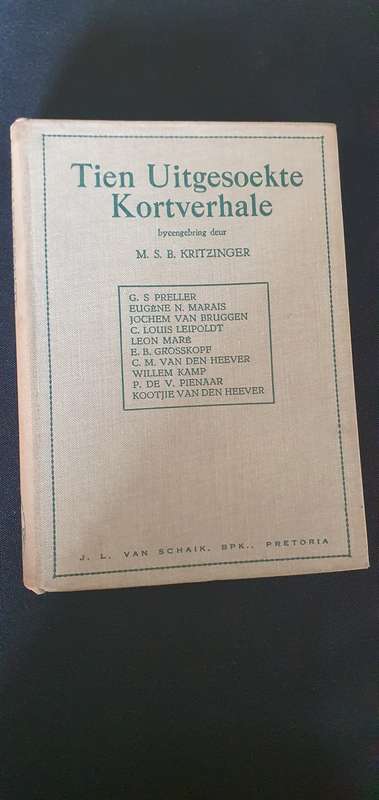 Tien Uitgesoekte
Kortverhale
byeengebring deur
M. S. B. KRITZINGER
G. S PRELLER
EUGÈNE N. MARAIS
JOCHEM VAN BRUGGEN
C. LOUIS LEIPOLDT
LEON MARÉ
E. B. GROSSKOPF
C. M. VAN DEN HEEVER
WILLEM KAMP
P. DE V. PIENAAR
KOOTJIE VAN DEN HEEVER
J. L. VAN SCHAIK, BPK., PRETORIA